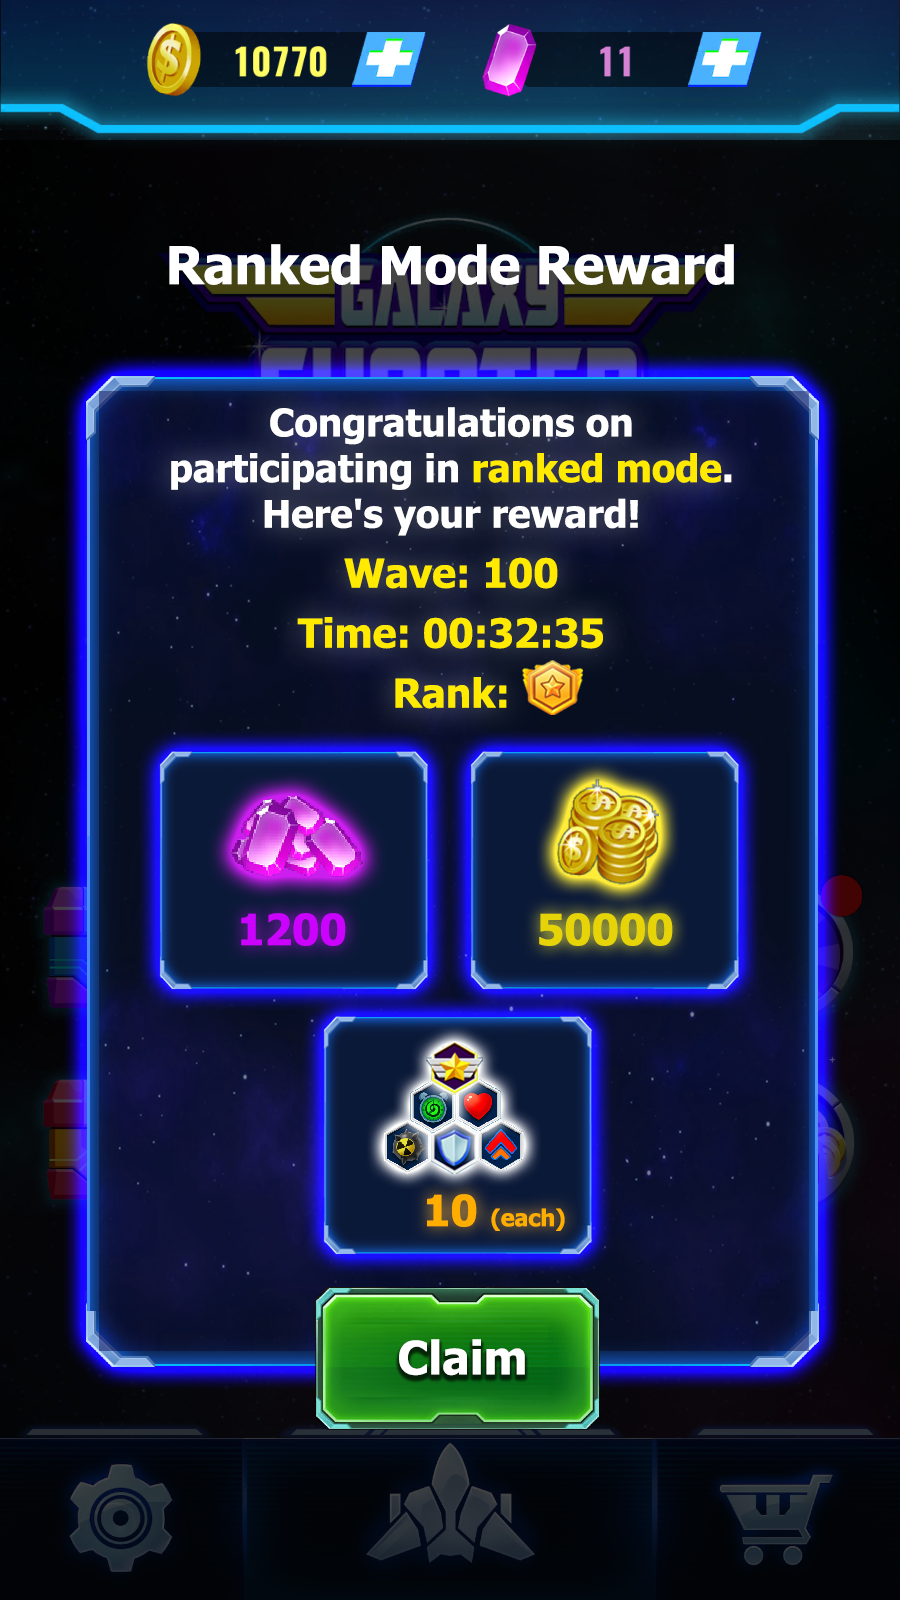 10770
11
Ranked Mode Reward
GALAXY
SHOOTER
Congratulations on
participating in ranked mode.
Here's your reward!
Wave: 100
Time: 00:32:35
Rank:
1200
50000
10 (each)
Claim